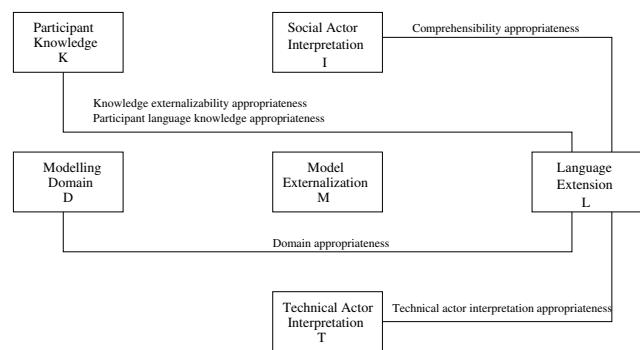 Participant
Knowledge
K
Social Actor
Interpretation
I
Comprehensibility appropriateness
Knowledge externalizability appropriateness
Participant language knowledge appropriateness
Modelling
Domain
D
Model
Externalization
M
Language
Extension
L
Domain appropriateness
Technical Actor
Interpretation
T
Technical actor interpretation appropriateness